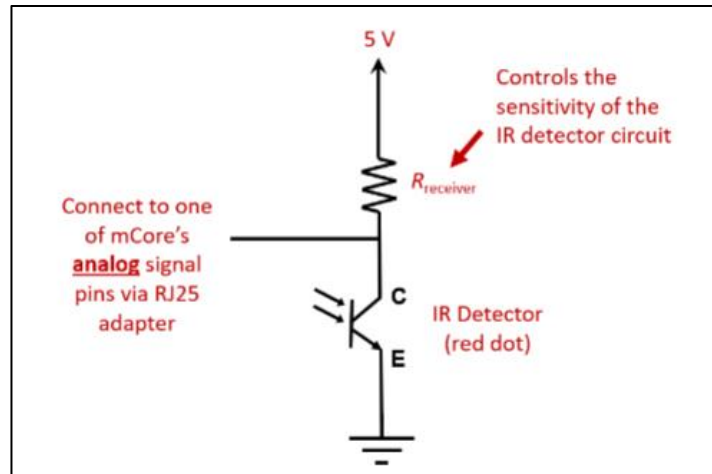 5 V
Controls the
sensitivity of the
IR detector circuit
Rreceiver
Connect to one
of mCore's
analog signal
pins via RJ25
adapter
C
IR Detector
(red dot)
E